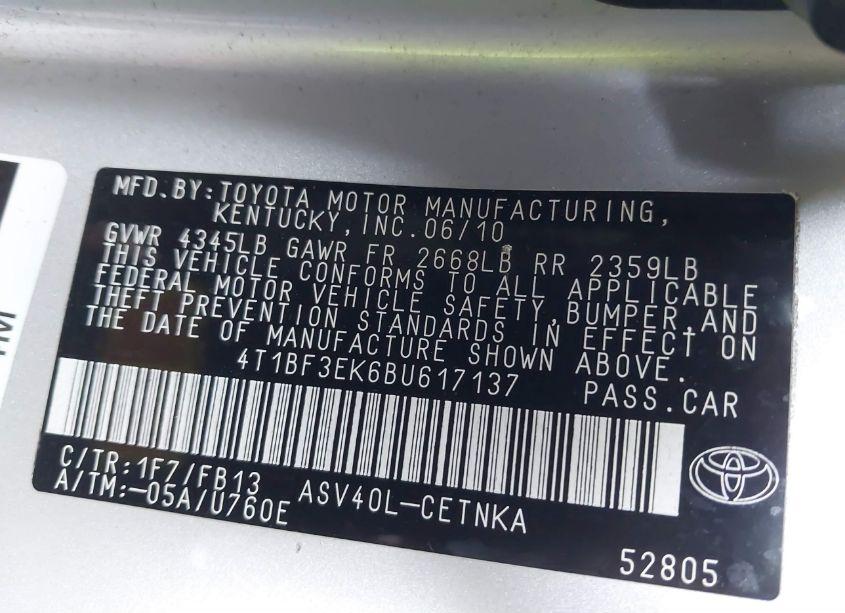 MFD.BY:TOYOTA MOTOR MANUFACTURING,
KENTUCKY,INC.06/10
GVWR 4345LB GAWR FR 2668LB RR 2359LB
THIS VEHICLE CONFORMS TO ALL APPLICABLE
FEDERAL MOTOR VEHICLE SAFETY,BUMPER,AND
THEFT PREVENTION STANDARDS IN EFFECT ON
THE DATE OF MANUFACTURE SHOWN ABOVE.
4T1BF3EK6BU617137 PASS.CAR
C/TR:1F7/FB13
A/TM:-05A/U760E ASV40L-CETNKA
52805